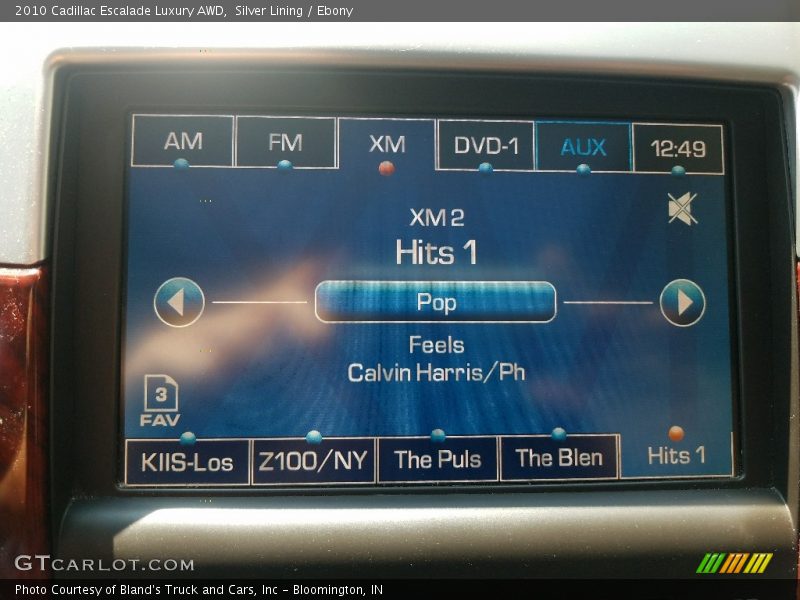 2010 Cadillac Escalade Luxury AWD,  Silver Lining / Ebony
AM FM XM DVD-1 AUX 12:49
XM 2
Hits 1
Pop
Feels
Calvin Harris/Ph
3
FAV
KIIS-Los Z100/NY The Puls The Blen Hits 1
GTCARLOT.COM
Photo Courtesy of Bland's Truck and Cars, Inc - Bloomington, IN